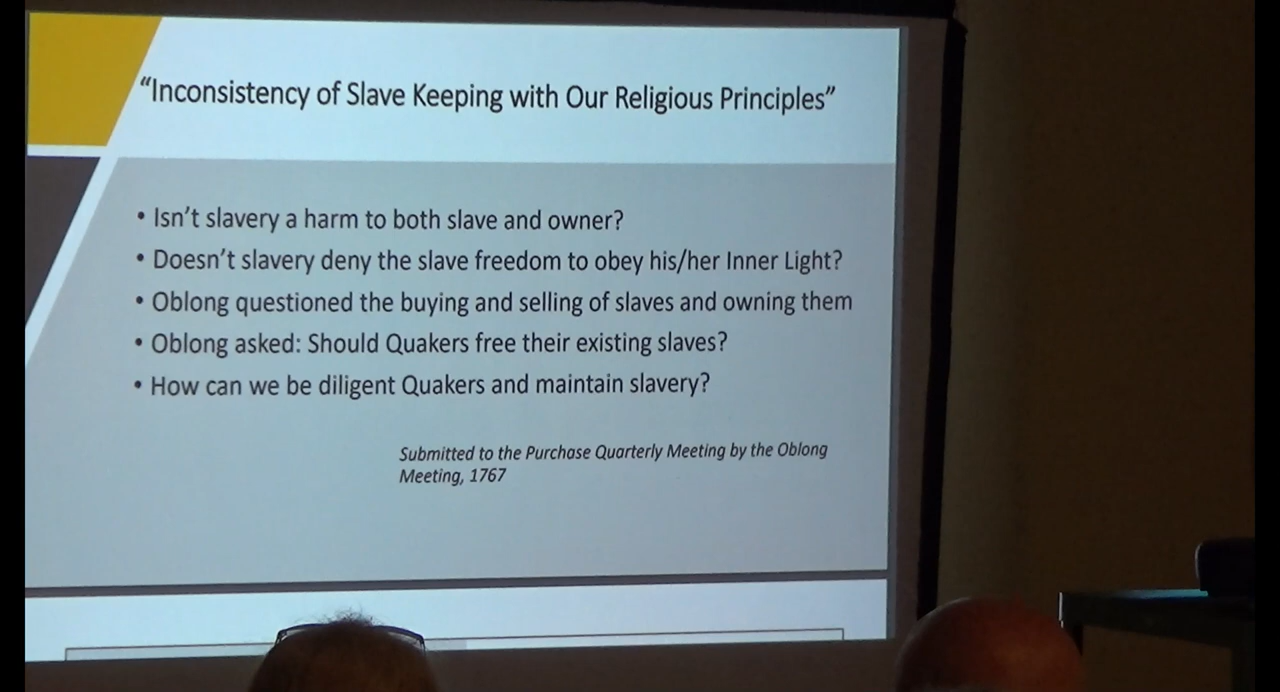 “Inconsistency of Slave Keeping with Our Religious Principles”
• Isn’t slavery a harm to both slave and owner?
• Doesn’t slavery deny the slave freedom to obey his/her Inner Light?
• Oblong questioned the buying and selling of slaves and owning them
• Oblong asked: Should Quakers free their existing slaves?
• How can we be diligent Quakers and maintain slavery?
Submitted to the Purchase Quarterly Meeting by the Oblong
Meeting, 1767